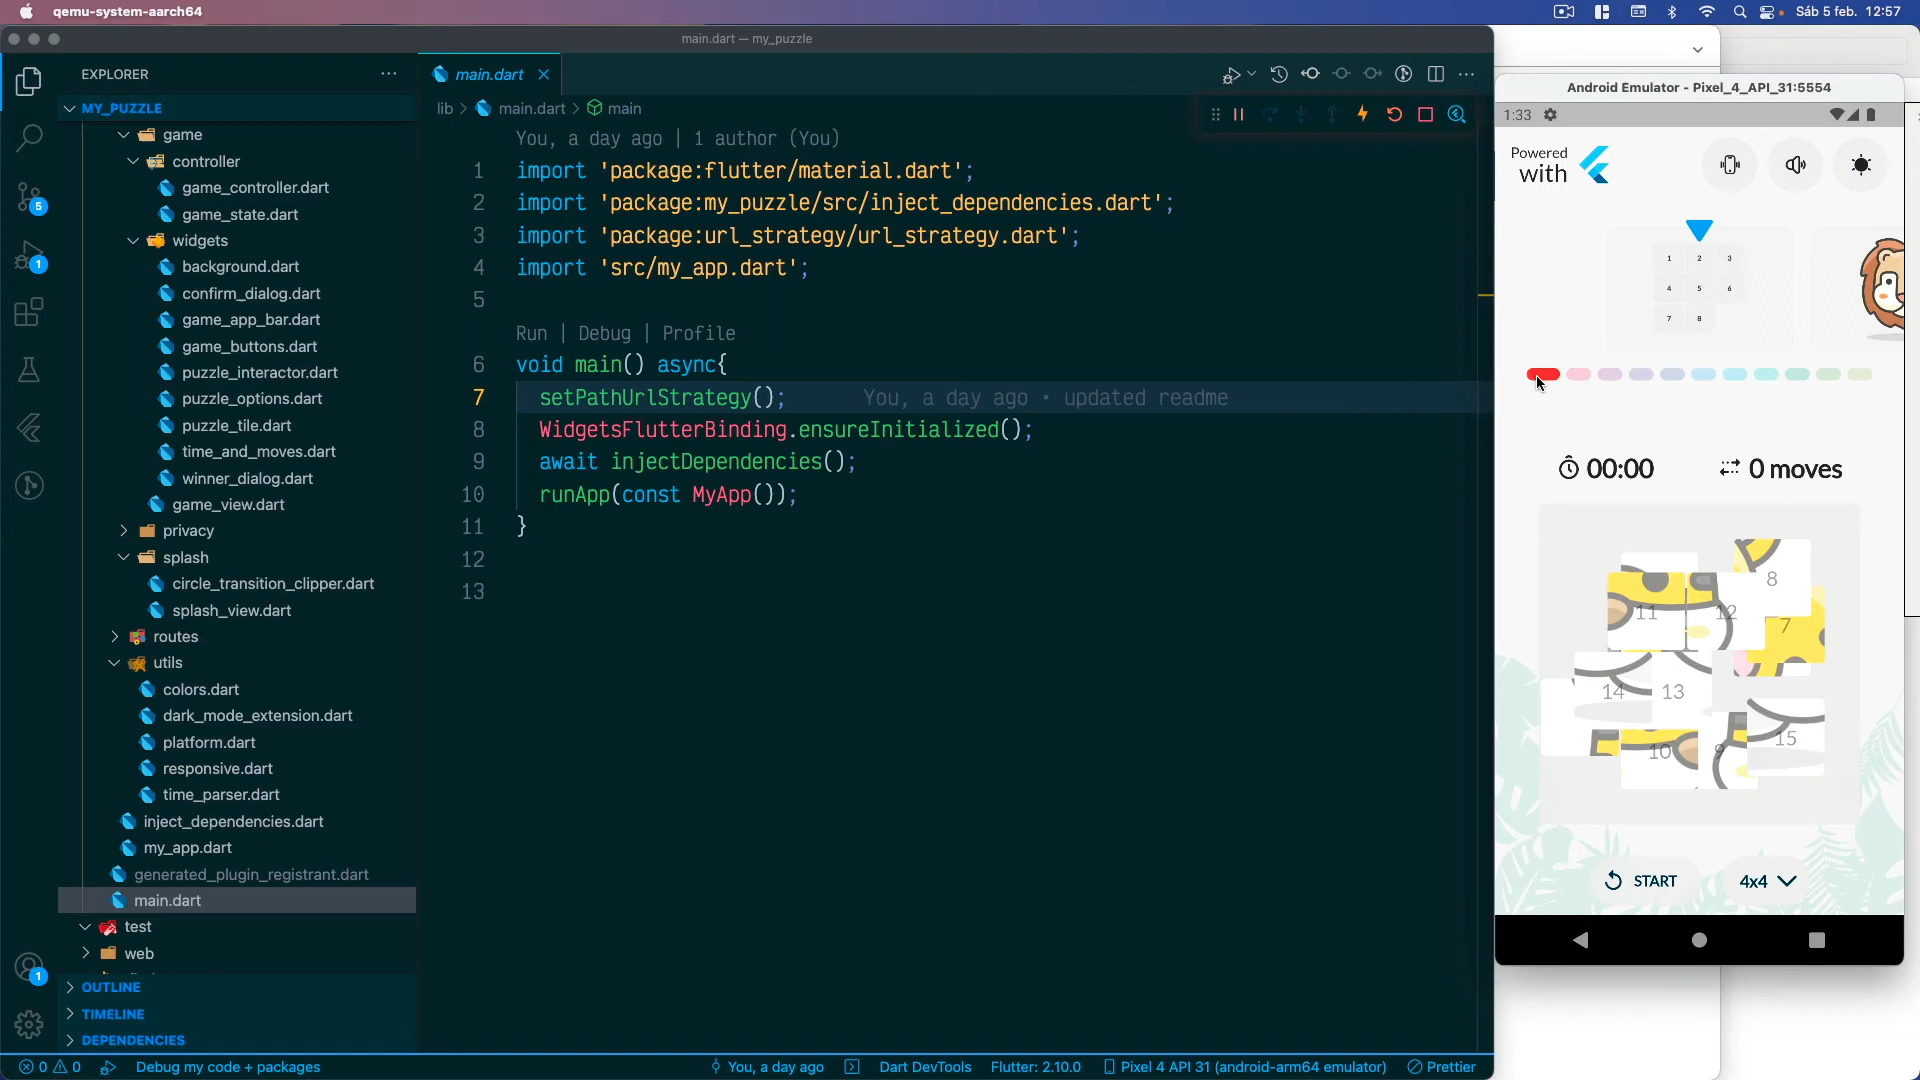 qemu-system-aarch64
Sáb 5 feb. 12:57
main.dart — my_puzzle
EXPLORER
MY_PUZZLE
game
controller
game_controller.dart
game_state.dart
widgets
background.dart
confirm_dialog.dart
game_app_bar.dart
game_buttons.dart
puzzle_interactor.dart
puzzle_options.dart
puzzle_tile.dart
time_and_moves.dart
winner_dialog.dart
game_view.dart
privacy
splash
circle_transition_clipper.dart
splash_view.dart
routes
utils
colors.dart
dark_mode_extension.dart
platform.dart
responsive.dart
time_parser.dart
inject_dependencies.dart
my_app.dart
generated_plugin_registrant.dart
main.dart
test
web
OUTLINE
TIMELINE
DEPENDENCIES
5
1
1
main.dart
lib > main.dart > main
You, a day ago | 1 author (You)
1 import 'package:flutter/material.dart';
2 import 'package:my_puzzle/src/inject_dependencies.dart';
3 import 'package:url_strategy/url_strategy.dart';
4 import 'src/my_app.dart';
5
Run | Debug | Profile
6 void main() async{
7 setPathUrlStrategy(); You, a day ago • updated readme
8 WidgetsFlutterBinding.ensureInitialized();
9 await injectDependencies();
10 runApp(const MyApp());
11 }
12
13
Android Emulator - Pixel_4_API_31:5554
1:33
Powered
with
1 2 3
4 5 6
7 8
00:00 0 moves
8
11 12
7
14 13
15
10 9
START 4x4
0 0 Debug my code + packages You, a day ago Dart DevTools Flutter: 2.10.0 Pixel 4 API 31 (android-arm64 emulator) Prettier